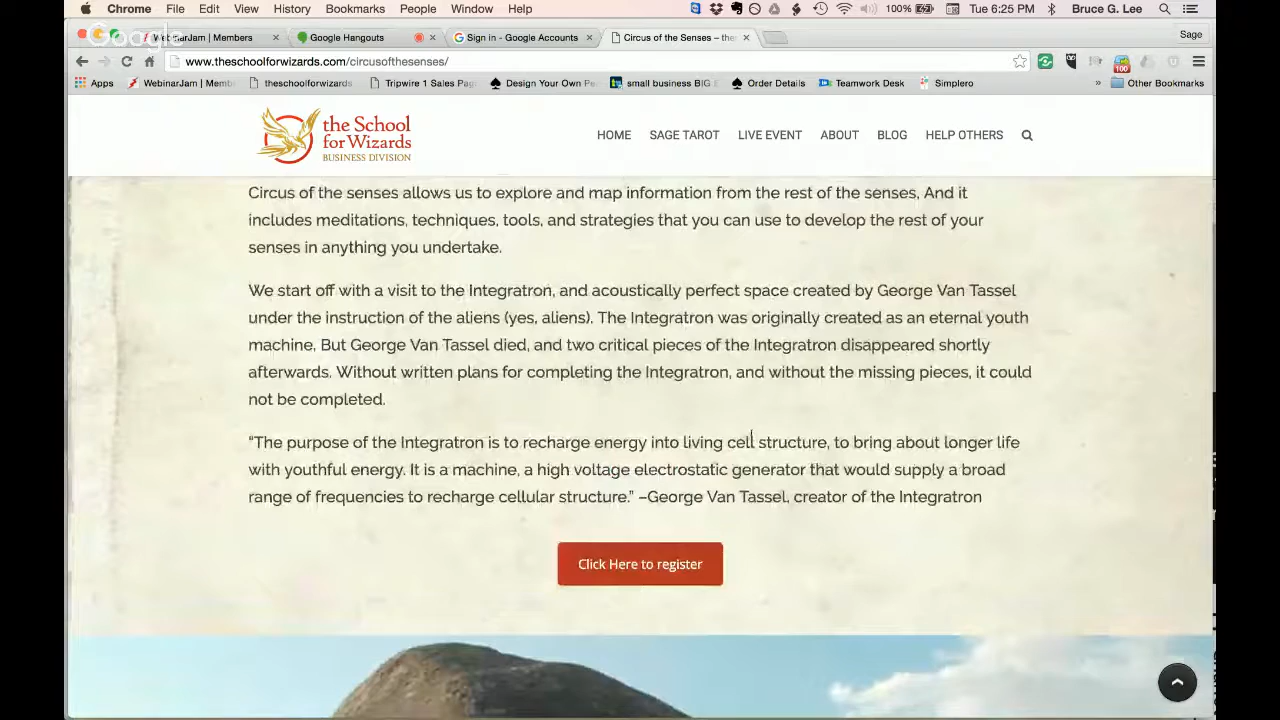 Chrome File Edit View History Bookmarks People Window Help 100% Tue 6:25 PM Bruce G. Lee
Google
WebinarJam | Members Google Hangouts Sign in - Google Accounts Circus of the Senses – the Sage
www.theschoolforwizards.com/circusofthesenses/
100
Apps WebinarJam | Memb theschoolforwizards Tripwire 1 Sales Pag Design Your Own Pe small business BIG Order Details Teamwork Desk Simplero » Other Bookmarks
the School
for Wizards
BUSINESS DIVISION
HOME SAGE TAROT LIVE EVENT ABOUT BLOG HELP OTHERS
Circus of the senses allows us to explore and map information from the rest of the senses, And it
includes meditations, techniques, tools, and strategies that you can use to develop the rest of your
senses in anything you undertake.
We start off with a visit to the Integratron, and acoustically perfect space created by George Van Tassel
under the instruction of the aliens (yes, aliens). The Integratron was originally created as an eternal youth
machine, But George Van Tassel died, and two critical pieces of the Integratron disappeared shortly
afterwards. Without written plans for completing the Integratron, and without the missing pieces, it could
not be completed.
“The purpose of the Integratron is to recharge energy into living cell structure, to bring about longer life
with youthful energy. It is a machine, a high voltage electrostatic generator that would supply a broad
range of frequencies to recharge cellular structure.” –George Van Tassel, creator of the Integratron
Click Here to register